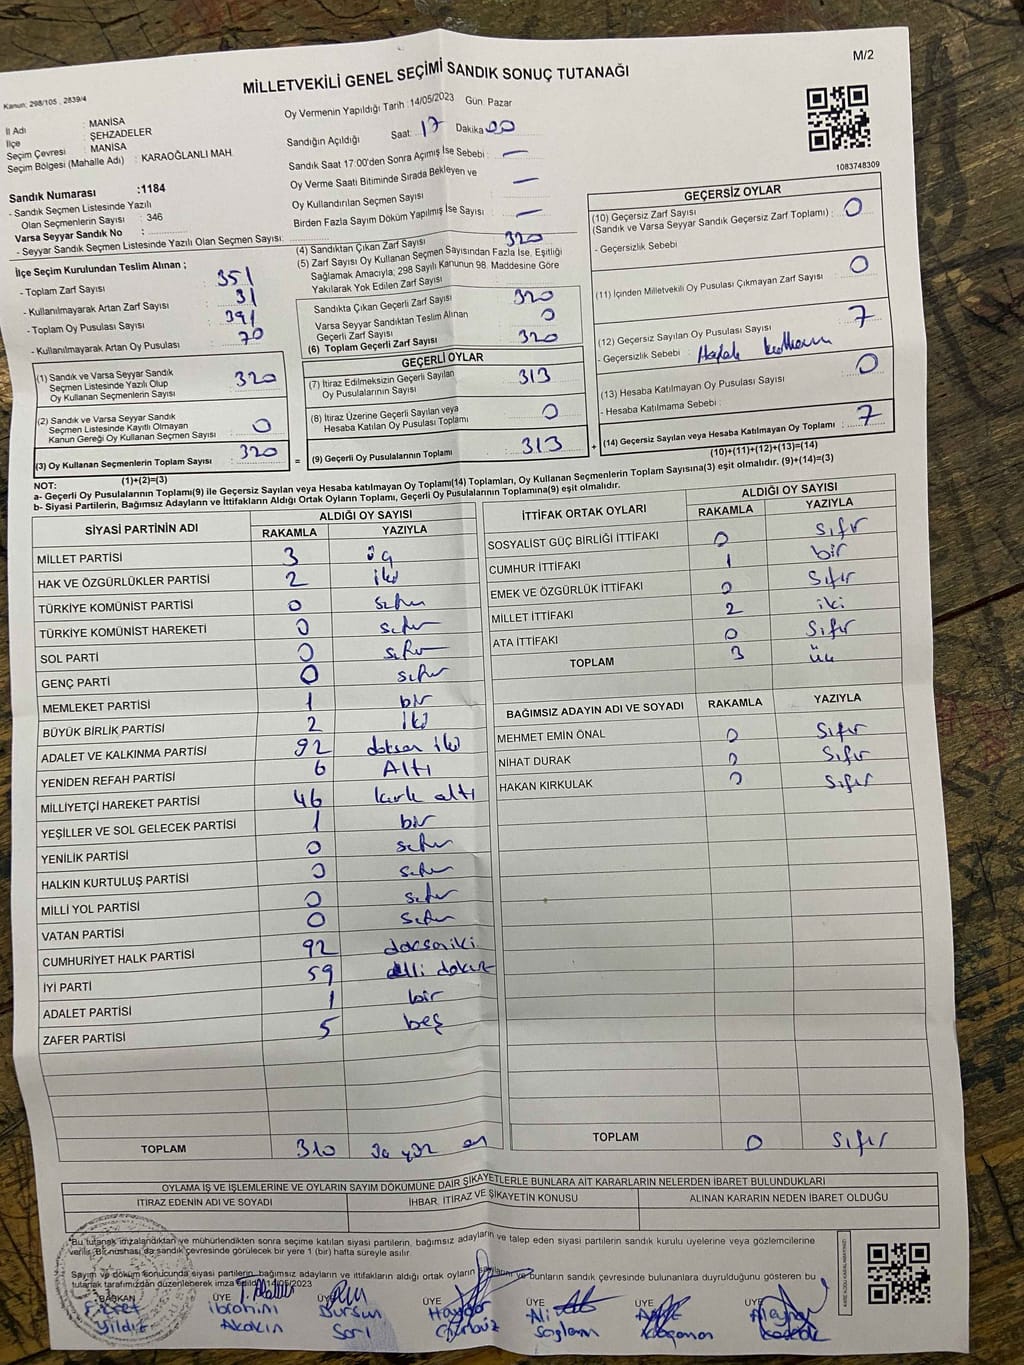 M/2
MİLLETVEKİLİ GENEL SEÇİMİ SANDIK SONUÇ TUTANAĞI
Kanun: 298/105 , 2839/4
İl Adı : MANİSA
İlçe : ŞEHZADELER
Seçim Çevresi : MANİSA
Seçim Bölgesi (Mahalle Adı) : KARAOĞLANLI MAH.
Oy Vermenin Yapıldığı Tarih :14/05/2023 Gün: Pazar
Sandığın Açıldığı Saat: 17 Dakika 00
Sandık Saat 17:00'den Sonra Açımış İse Sebebi : —
Oy Verme Saati Bitiminde Sırada Bekleyen ve
Oy Kullandırılan Seçmen Sayısı —
Birden Fazla Sayım Döküm Yapılmış İse Sayısı —
1083748309
Sandık Numarası :1184
- Sandık Seçmen Listesinde Yazılı
Olan Seçmenlerin Sayısı : 346
Varsa Seyyar Sandık No :
- Seyyar Sandık Seçmen Listesinde Yazılı Olan Seçmen Sayısı:
İlçe Seçim Kurulundan Teslim Alınan ;
- Toplam Zarf Sayısı : 351
- Kullanılmayarak Artan Zarf Sayısı : 31
- Toplam Oy Pusulası Sayısı : 391
- Kullanılmayarak Artan Oy Pusulası : 70
(1) Sandık ve Varsa Seyyar Sandık
Seçmen Listesinde Yazılı Olup
Oy Kullanan Seçmenlerin Sayısı : 320
(2) Sandık ve Varsa Seyyar Sandık
Seçmen Listesinde Kayıtlı Olmayan
Kanun Gereği Oy Kullanan Seçmen Sayısı : 0
(3) Oy Kullanan Seçmenlerin Toplam Sayısı : 320
(1)+(2)=(3)
(4) Sandıktan Çıkan Zarf Sayısı 320
(5) Zarf Sayısı Oy Kullanan Seçmen Sayısından Fazla İse, Eşitliği
Sağlamak Amacıyla; 298 Sayılı Kanunun 98. Maddesine Göre
Yakılarak Yok Edilen Zarf Sayısı
Sandıkta Çıkan Geçerli Zarf Sayısı : 320
Varsa Seyyar Sandıktan Teslim Alınan
Geçerli Zarf Sayısı : 0
(6) Toplam Geçerli Zarf Sayısı : 320
GEÇERLİ OYLAR
(7) İtiraz Edilmeksizin Geçerli Sayılan
Oy Pusulalarının Sayısı : 313
(8) İtiraz Üzerine Geçerli Sayılan veya
Hesaba Katılan Oy Pusulası Toplamı : 0
= (9) Geçerli Oy Pusulalarının Toplamı : 313 +
GEÇERSİZ OYLAR
(10) Geçersiz Zarf Sayısı
(Sandık ve Varsa Seyyar Sandık Geçersiz Zarf Toplamı) : 0
- Geçersizlik Sebebi
(11) İçinden Milletvekili Oy Pusulası Çıkmayan Zarf Sayısı : 0
(12) Geçersiz Sayılan Oy Pusulası Sayısı : 7
- Geçersizlik Sebebi :
(13) Hesaba Katılmayan Oy Pusulası Sayısı : 0
- Hesaba Katılmama Sebebi :
(14) Geçersiz Sayılan veya Hesaba Katılmayan Oy Toplamı : 7
(10)+(11)+(12)+(13)=(14)
NOT:
a- Geçerli Oy Pusulalarının Toplamı(9) ile Geçersiz Sayılan veya Hesaba katılmayan Oy Toplamı(14) Toplamları, Oy Kullanan Seçmenlerin Toplam Sayısına(3) eşit olmalıdır. (9)+(14)=(3)
b- Siyasi Partilerin, Bağımsız Adayların ve İttifakların Aldığı Ortak Oyların Toplamı, Geçerli Oy Pusulalarının Toplamına(9) eşit olmalıdır.
SİYASİ PARTİNİN ADI ALDIĞI OY SAYISI
RAKAMLA YAZIYLA
MİLLET PARTİSİ 3 üç
HAK VE ÖZGÜRLÜKLER PARTİSİ 2 iki
TÜRKİYE KOMÜNİST PARTİSİ 0 sıfır
TÜRKİYE KOMÜNİST HAREKETİ 0 sıfır
SOL PARTİ 0 sıfır
GENÇ PARTİ 0 sıfır
MEMLEKET PARTİSİ 1 bir
BÜYÜK BİRLİK PARTİSİ 2 iki
ADALET VE KALKINMA PARTİSİ 92 doksan iki
YENİDEN REFAH PARTİSİ 6 Altı
MİLLİYETÇİ HAREKET PARTİSİ 46 kırk altı
YEŞİLLER VE SOL GELECEK PARTİSİ 1 bir
YENİLİK PARTİSİ 0 sıfır
HALKIN KURTULUŞ PARTİSİ 0 sıfır
MİLLİ YOL PARTİSİ 0 sıfır
VATAN PARTİSİ 0 sıfır
CUMHURİYET HALK PARTİSİ 92 doksaniki
İYİ PARTİ 59 elli dokuz
ADALET PARTİSİ 1 bir
ZAFER PARTİSİ 5 beş
TOPLAM 310 üç yüz on
İTTİFAK ORTAK OYLARI ALDIĞI OY SAYISI
RAKAMLA YAZIYLA
SOSYALİST GÜÇ BİRLİĞİ İTTİFAKI 0 sıfır
CUMHUR İTTİFAKI 1 bir
EMEK VE ÖZGÜRLÜK İTTİFAKI 0 Sıfır
MİLLET İTTİFAKI 2 iki
ATA İTTİFAKI 0 Sıfır
TOPLAM 3 üç
BAĞIMSIZ ADAYIN ADI VE SOYADI RAKAMLA YAZIYLA
MEHMET EMİN ÖNAL 0 Sıfır
NİHAT DURAK 0 Sıfır
HAKAN KIRKULAK 0 Sıfır
TOPLAM 0 Sıfır
OYLAMA İŞ VE İŞLEMLERİNE VE OYLARIN SAYIM DÖKÜMÜNE DAİR ŞİKAYETLERLE BUNLARA AİT KARARLARIN NELERDEN İBARET BULUNDUKLARI
İTİRAZ EDENİN ADI VE SOYADI İHBAR, İTİRAZ VE ŞİKAYETİN KONUSU ALINAN KARARIN NEDEN İBARET OLDUĞU
*Bu tutanak imzalandıktan ve mühürlendikten sonra seçime katılan siyasi partilerin, bağımsız adayların ve talep eden siyasi partilerin sandık kurulu üyelerine veya gözlemcilerine
verilir. Bir nüshası da sandık çevresinde görülecek bir yere 1 (bir) hafta süreyle asılır.
Sayım ve döküm sonucunda siyasi partilerin, bağımsız adayların ve ittifakların aldığı ortak oyların sayılarını ve bunların sandık çevresinde bulunanlara duyrulduğunu gösteren bu
tutanak tarafımızdan düzenlenerek imza edildi. 14/05/2023
BAŞKAN ÜYE ÜYE ÜYE ÜYE ÜYE ÜYE
Fikret ibrahim Dursun Haydar Ali
Yıldız Akakın Sarı Gürbüz Sağlam